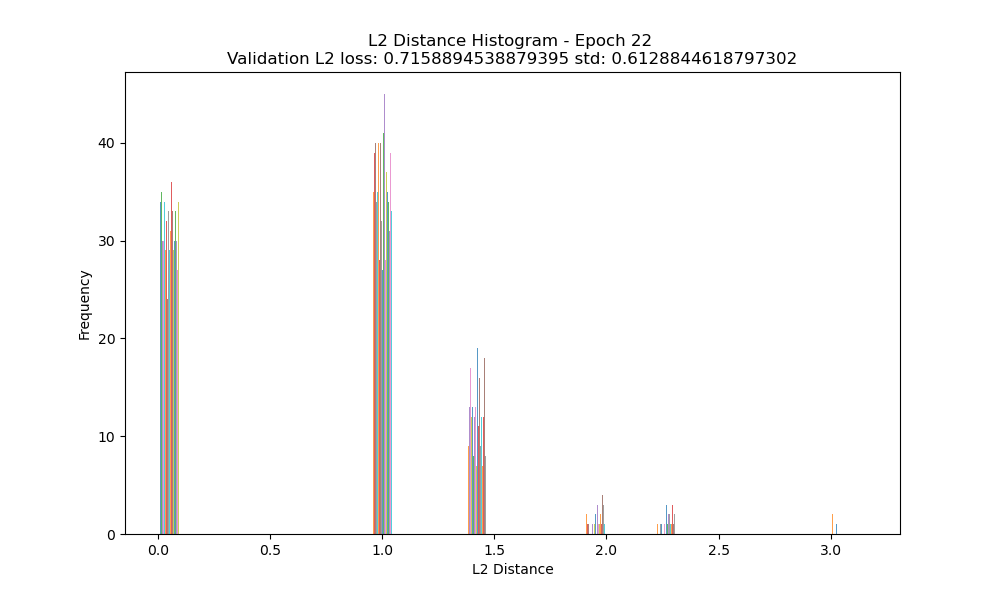 L2 Distance Histogram - Epoch 22
Validation L2 loss: 0.7158894538879395 std: 0.6128844618797302
Frequency
40
30
20
10
0
0.0 0.5 1.0 1.5 2.0 2.5 3.0
L2 Distance